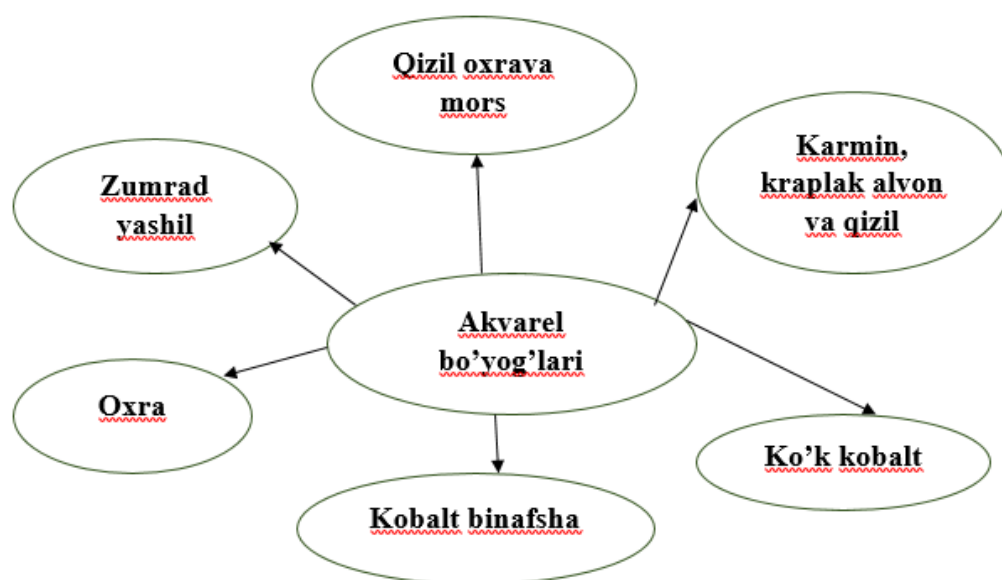 Qizil oxrava
mors
Karmin,
kraplak alvon
va qizil
Zumrad
yashil
Akvarel
bo’yog’lari
Oxra
Ko’k kobalt
Kobalt binafsha